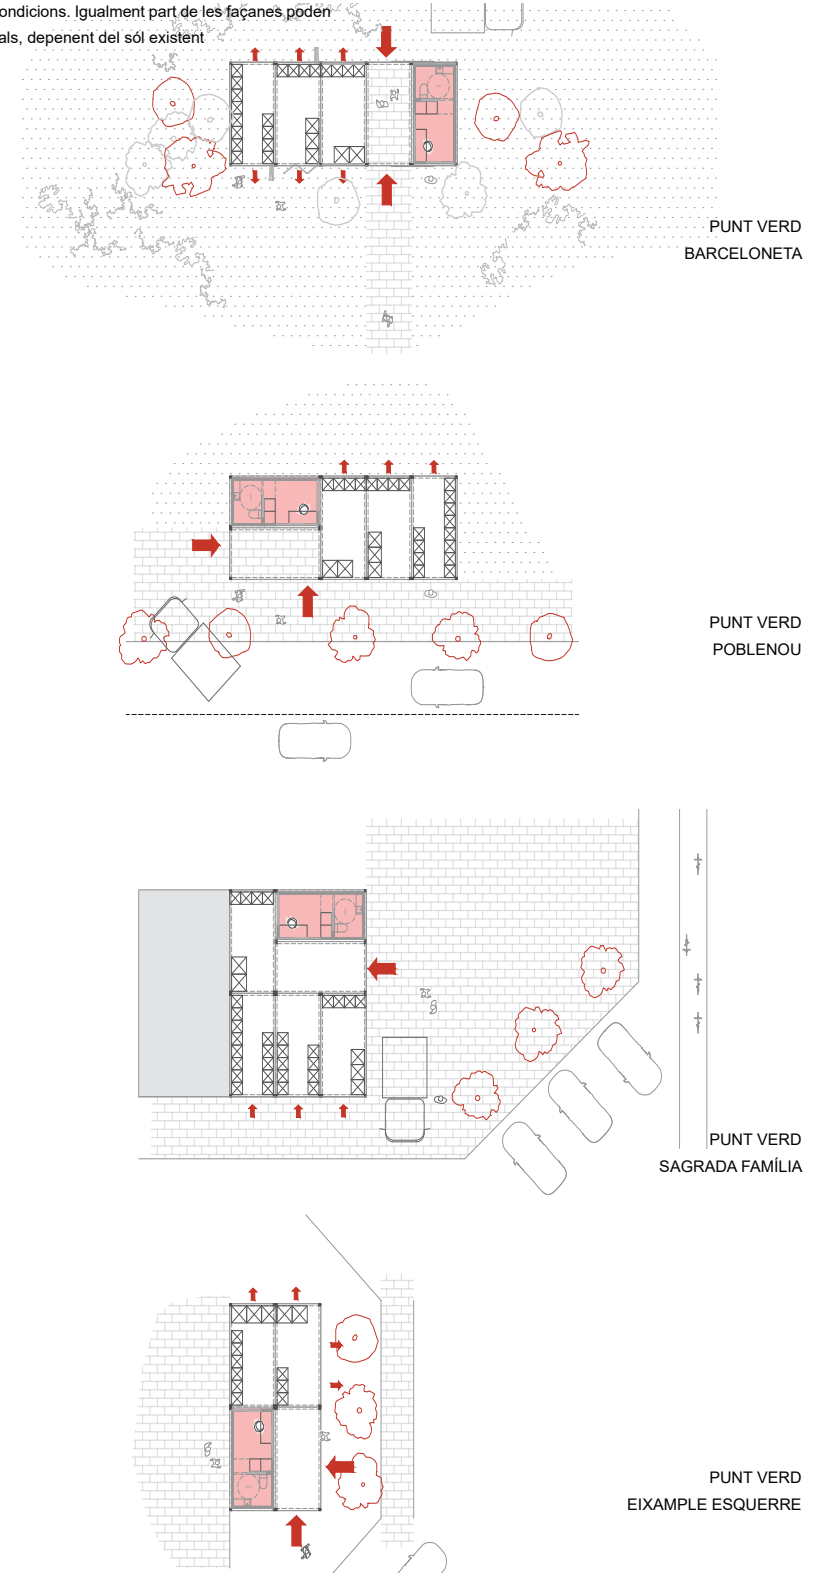 ondicions. Igualment part de les façanes poden
als, depenent del sól existent
PUNT VERD
BARCELONETA
PUNT VERD
POBLENOU
PUNT VERD
SAGRADA FAMÍLIA
PUNT VERD
EIXAMPLE ESQUERRE